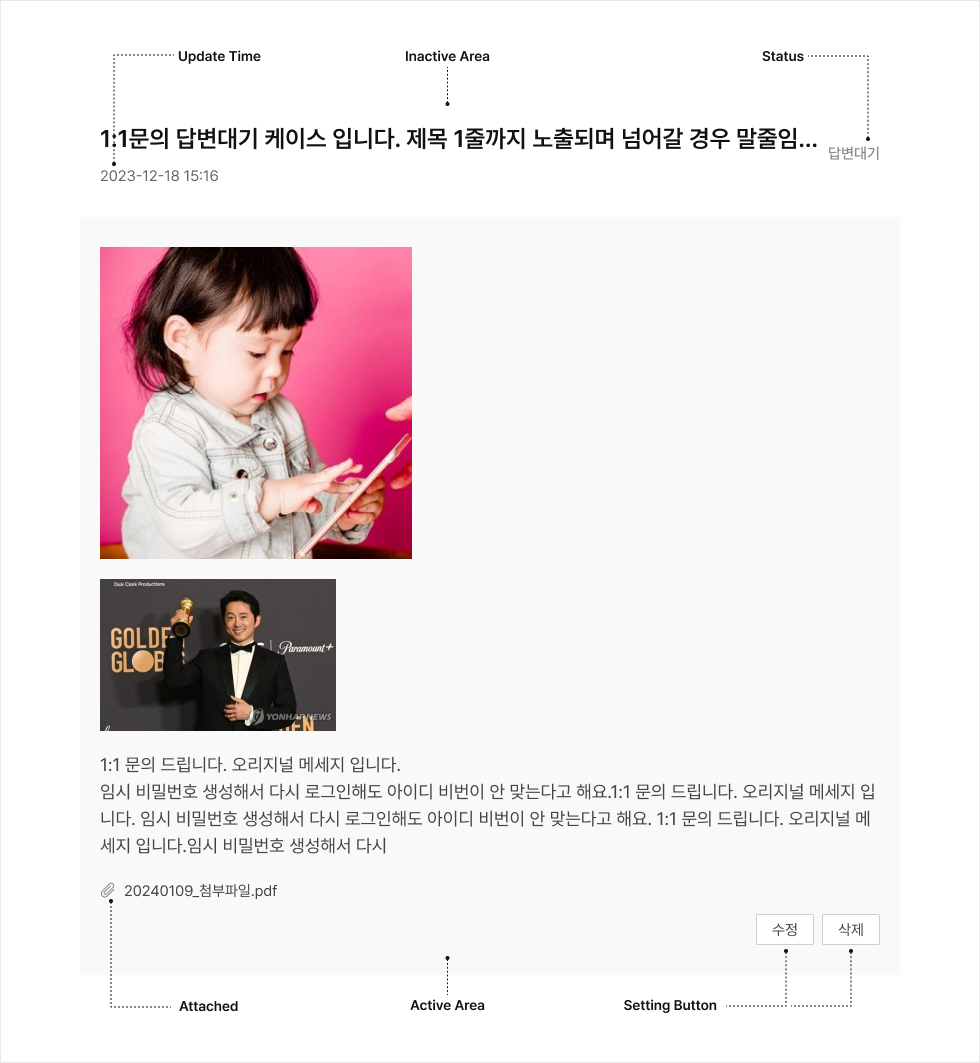 Update Time
Inactive Area
Status
1:1문의 답변대기 케이스 입니다. 제목 1줄까지 노출되며 넘어갈 경우 말줄임...
답변대기
2023-12-18 15:16
Dick Clark Productions
GOLDEN
GLOB
Paramount+
YONHAPNEWS
1:1 문의 드립니다. 오리지널 메세지 입니다.
임시 비밀번호 생성해서 다시 로그인해도 아이디 비번이 안 맞는다고 해요.1:1 문의 드립니다. 오리지널 메세지 입
니다. 임시 비밀번호 생성해서 다시 로그인해도 아이디 비번이 안 맞는다고 해요. 1:1 문의 드립니다. 오리지널 메
세지 입니다.임시 비밀번호 생성해서 다시
20240109_첨부파일.pdf
수정
삭제
Attached
Active Area
Setting Button